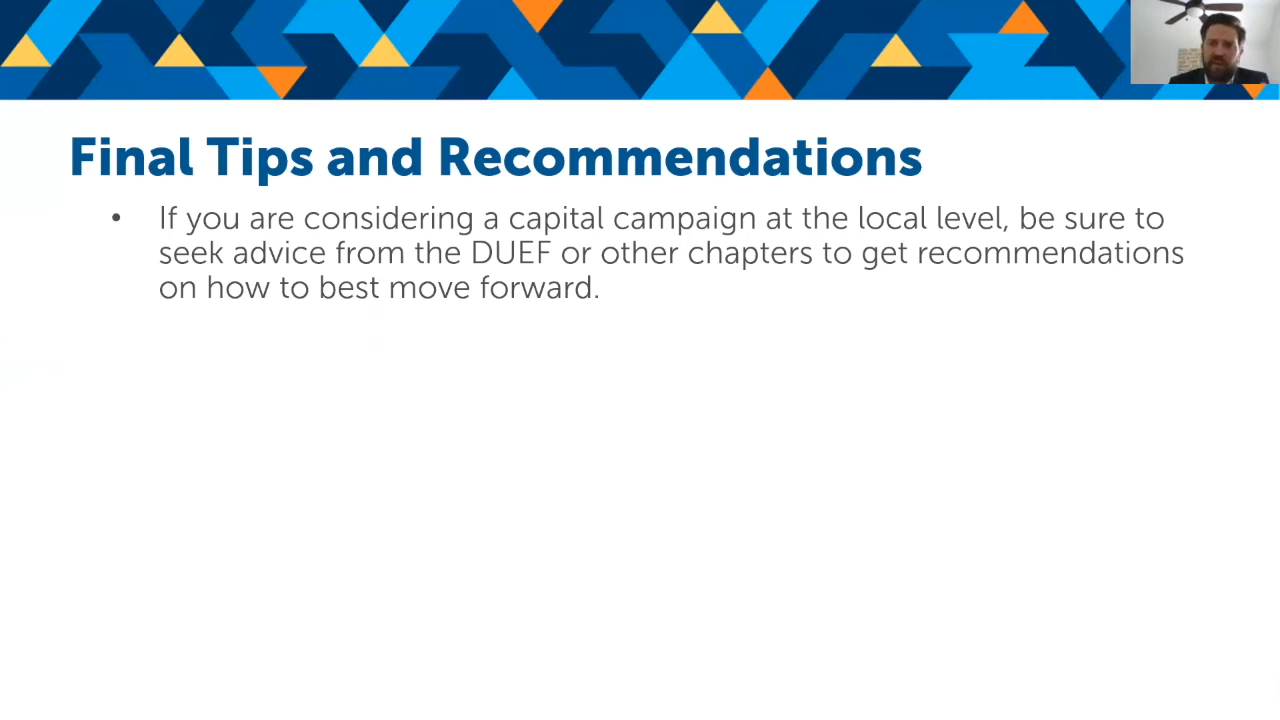 Final Tips and Recommendations
• If you are considering a capital campaign at the local level, be sure to
seek advice from the DUEF or other chapters to get recommendations
on how to best move forward.